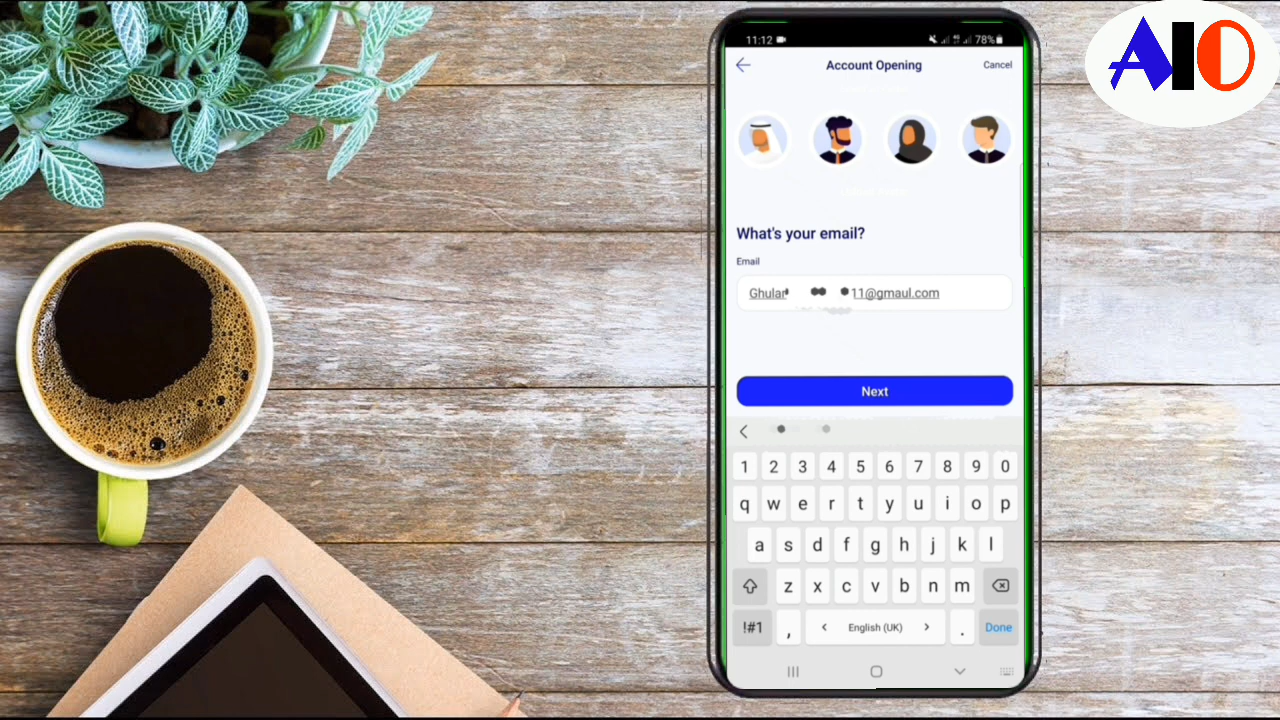 AIO
11:12
78%
Account Opening
Cancel
What's your email?
Email
11@gmaul.com
Next
1 2 3 4 5 6 7 8 9 0
q w e r t y u i o p
a s d f g h j k l
z x c v b n m
!#1 , < English (UK) > . Done